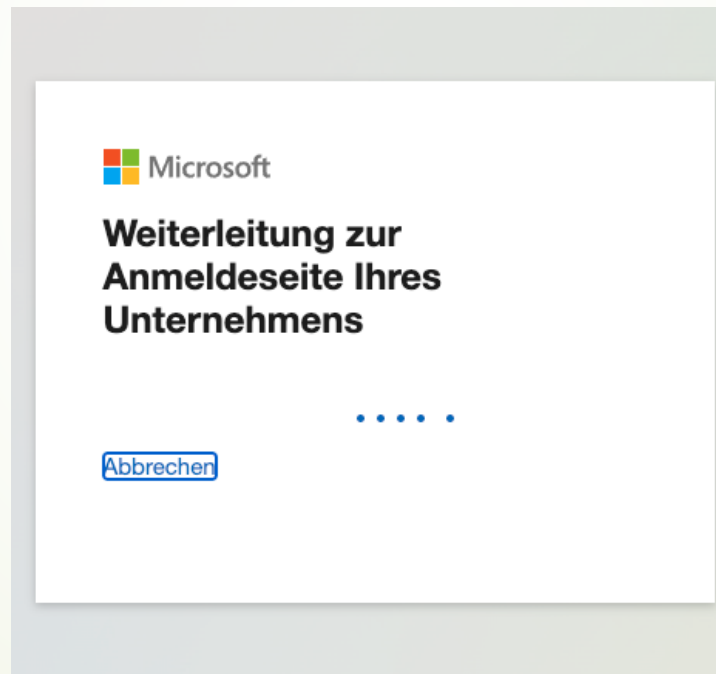 Microsoft
Weiterleitung zur
Anmeldeseite Ihres
Unternehmens
Abbrechen